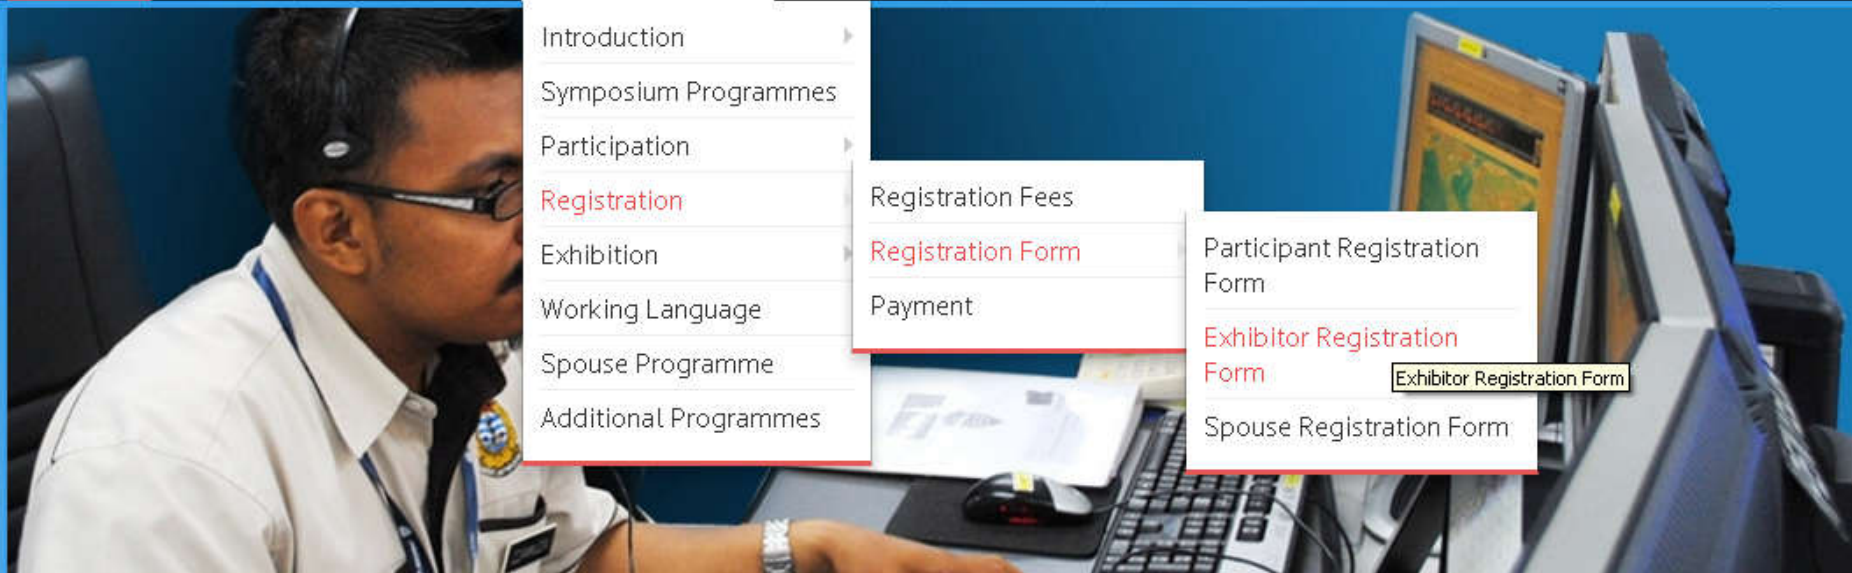 Introduction
Symposium Programmes
Participation
Registration
Exhibition
Working Language
Spouse Programme
Additional Programmes
Registration Fees
Registration Form
Payment
Participant Registration
Form
Exhibitor Registration
Form
Exhibitor Registration Form
Spouse Registration Form